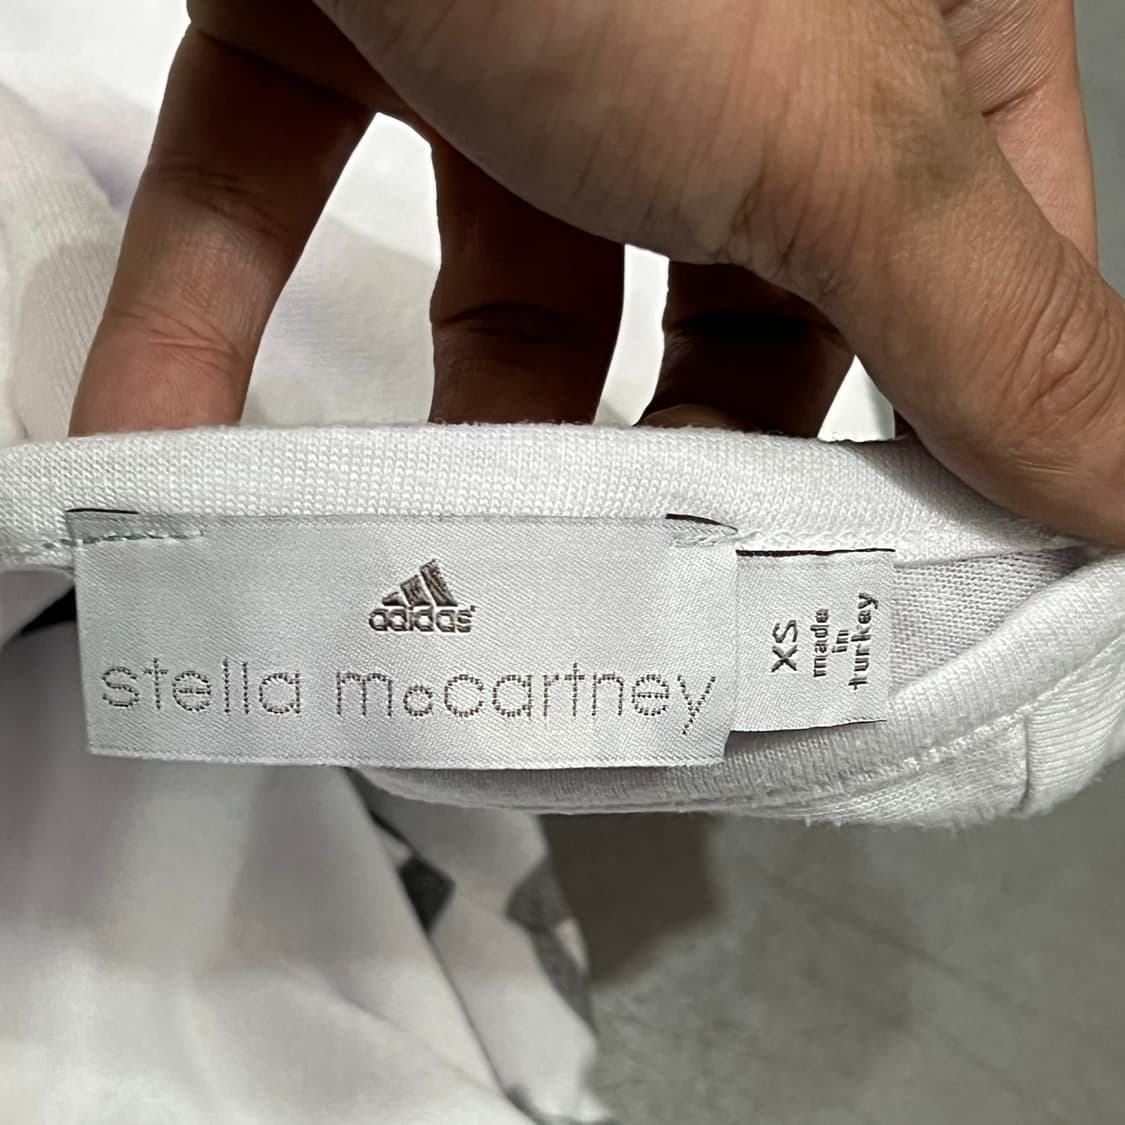 adidas
stella mccartney
XS
made
in
turkey